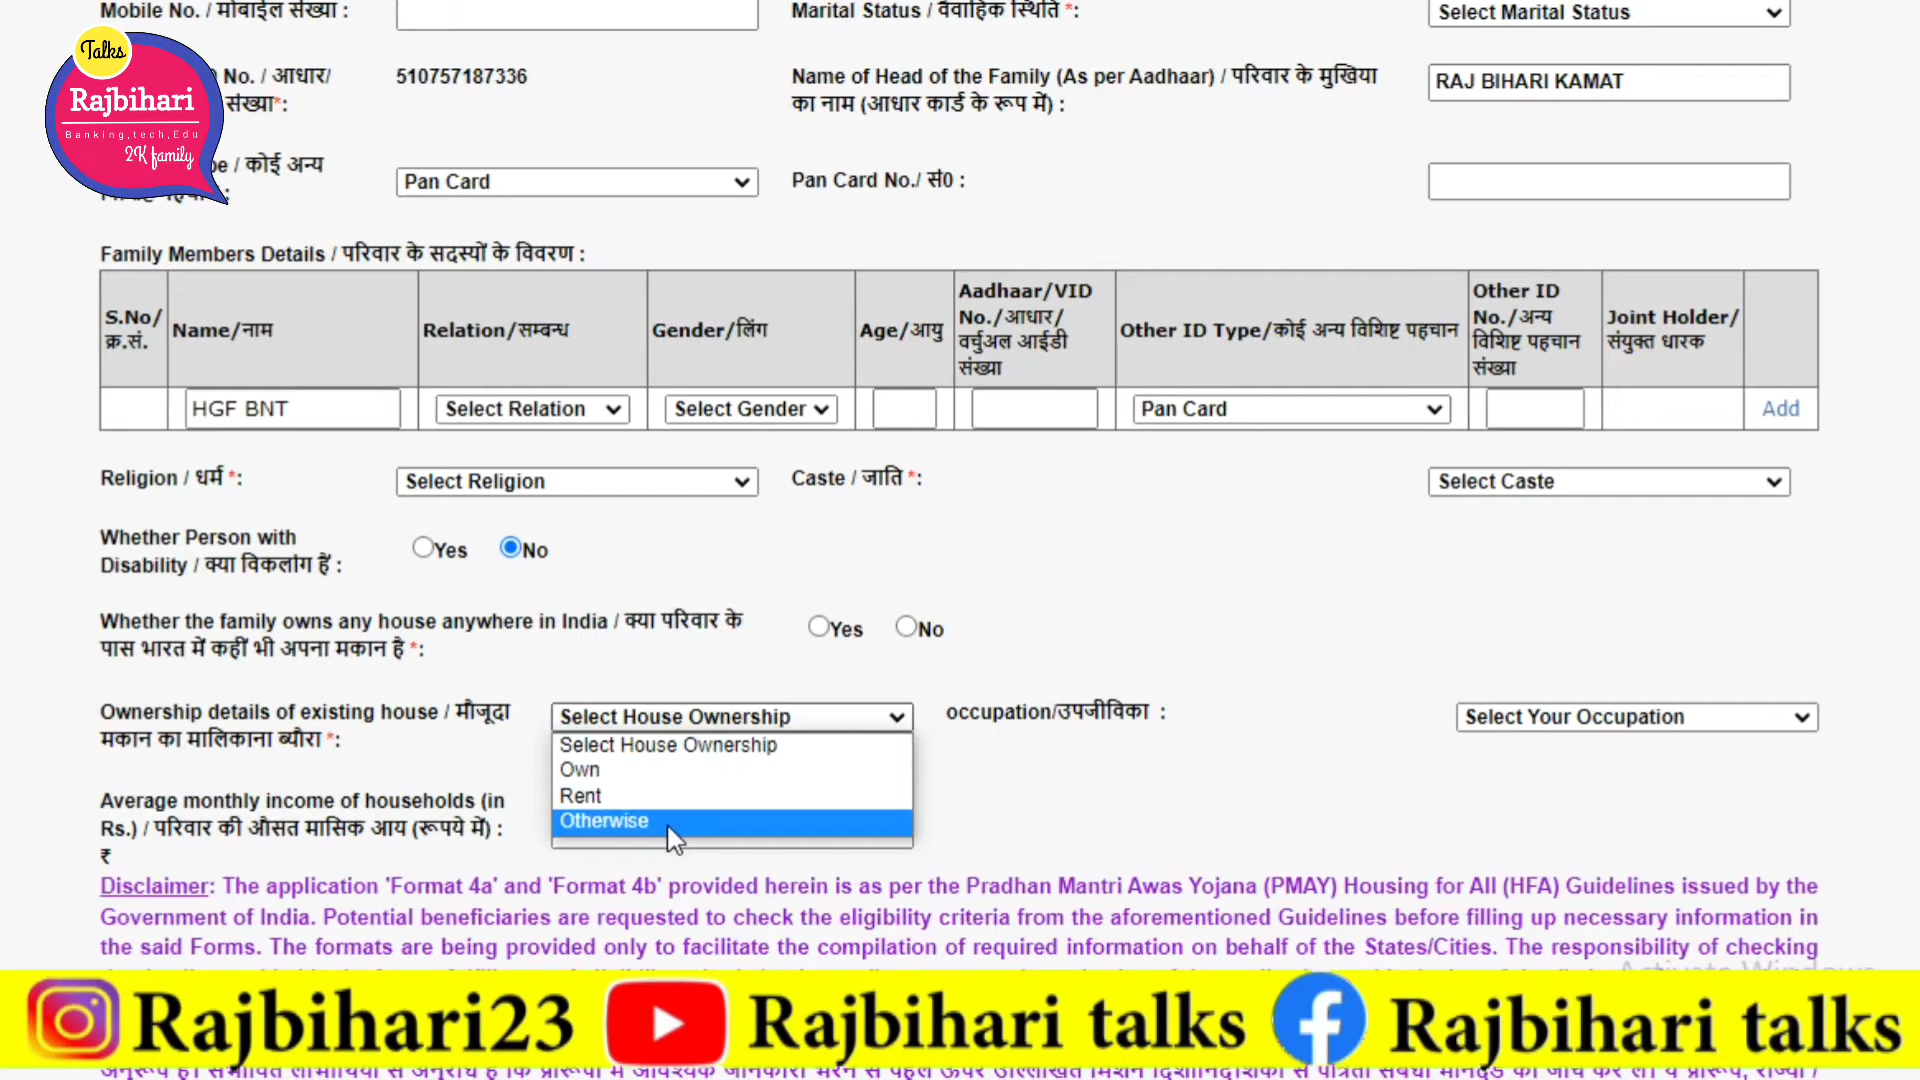 Mobile No. / मोबाईल संख्या :
Marital Status / वैवाहिक स्थिति *:
Select Marital Status
Talks
Rajbihari
Banking,tech,Edu
2K family
No. / आधार/
संख्या*:
510757187336
Name of Head of the Family (As per Aadhaar) / परिवार के मुखिया
का नाम (आधार कार्ड के रूप में) :
RAJ BIHARI KAMAT
/ कोई अन्य
Pan Card
Pan Card No./ सं0 :
Family Members Details / परिवार के सदस्यों के विवरण :
S.No/
क्र.सं.
Name/नाम
Relation/सम्बन्ध
Gender/लिंग
Age/आयु
Aadhaar/VID
No./आधार/
वर्चुअल आईडी
संख्या
Other ID Type/कोई अन्य विशिष्ट पहचान
Other ID
No./अन्य
विशिष्ट पहचान
संख्या
Joint Holder/
संयुक्त धारक
HGF BNT
Select Relation
Select Gender
Pan Card
Add
Religion / धर्म *:
Select Religion
Caste / जाति *:
Select Caste
Whether Person with
Disability / क्या विकलांग हैं :
Yes
No
Whether the family owns any house anywhere in India / क्या परिवार के
पास भारत में कहीं भी अपना मकान है *:
Yes
No
Ownership details of existing house / मौजूदा
मकान का मालिकाना ब्यौरा *:
Select House Ownership
Select House Ownership
Own
Rent
Otherwise
occupation/उपजीविका :
Select Your Occupation
Average monthly income of households (in
Rs.) / परिवार की औसत मासिक आय (रूपये में) :
₹
Disclaimer: The application 'Format 4a' and 'Format 4b' provided herein is as per the Pradhan Mantri Awas Yojana (PMAY) Housing for All (HFA) Guidelines issued by the
Government of India. Potential beneficiaries are requested to check the eligibility criteria from the aforementioned Guidelines before filling up necessary information in
the said Forms. The formats are being provided only to facilitate the compilation of required information on behalf of the States/Cities. The responsibility of checking
Rajbihari23
Rajbihari talks
Rajbihari talks